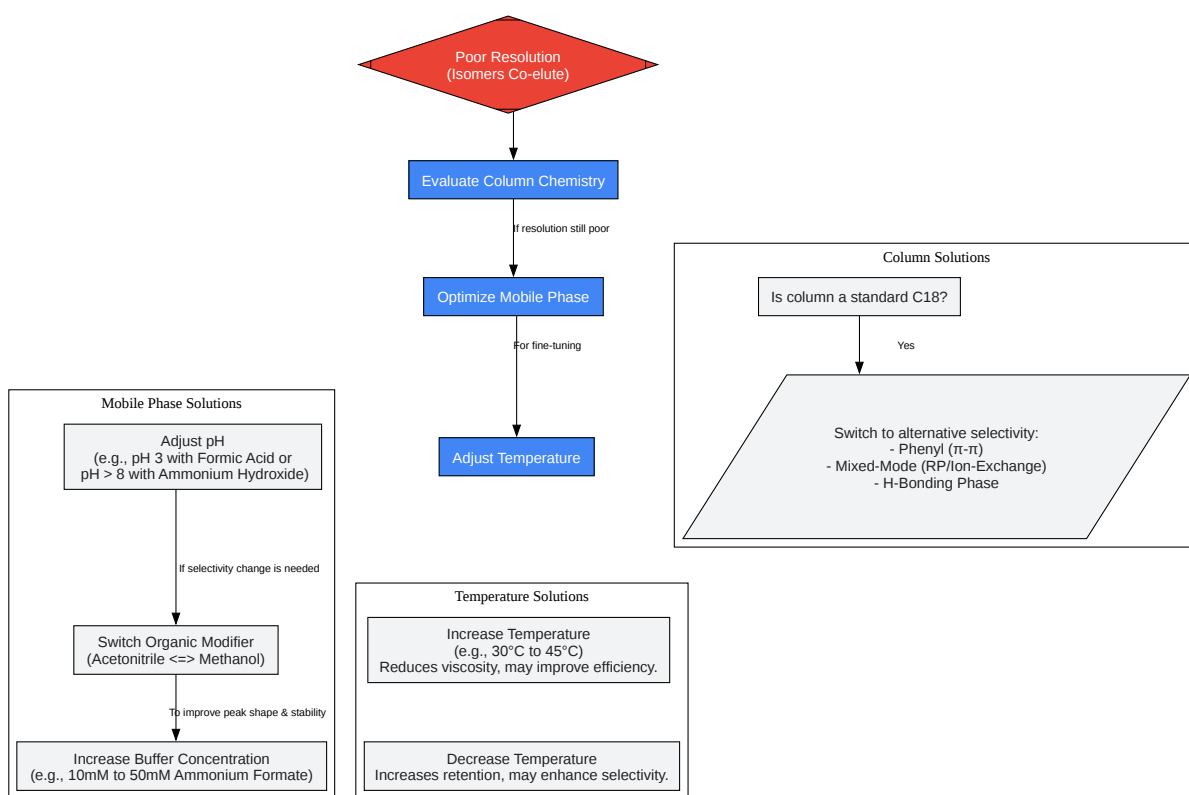 Poor Resolution
(Isomers Co-elute)
Evaluate Column Chemistry
If resolution still poor
Optimize Mobile Phase
For fine-tuning
Adjust Temperature
Column Solutions
Is column a standard C18?
Yes
Switch to alternative selectivity:
- Phenyl (π-π)
- Mixed-Mode (RP/Ion-Exchange)
- H-Bonding Phase
Mobile Phase Solutions
Adjust pH
(e.g., pH 3 with Formic Acid or
pH > 8 with Ammonium Hydroxide)
If selectivity change is needed
Switch Organic Modifier
(Acetonitrile <=> Methanol)
To improve peak shape & stability
Increase Buffer Concentration
(e.g., 10mM to 50mM Ammonium Formate)
Temperature Solutions
Increase Temperature
(e.g., 30°C to 45°C)
Reduces viscosity, may improve efficiency.
Decrease Temperature
Increases retention, may enhance selectivity.